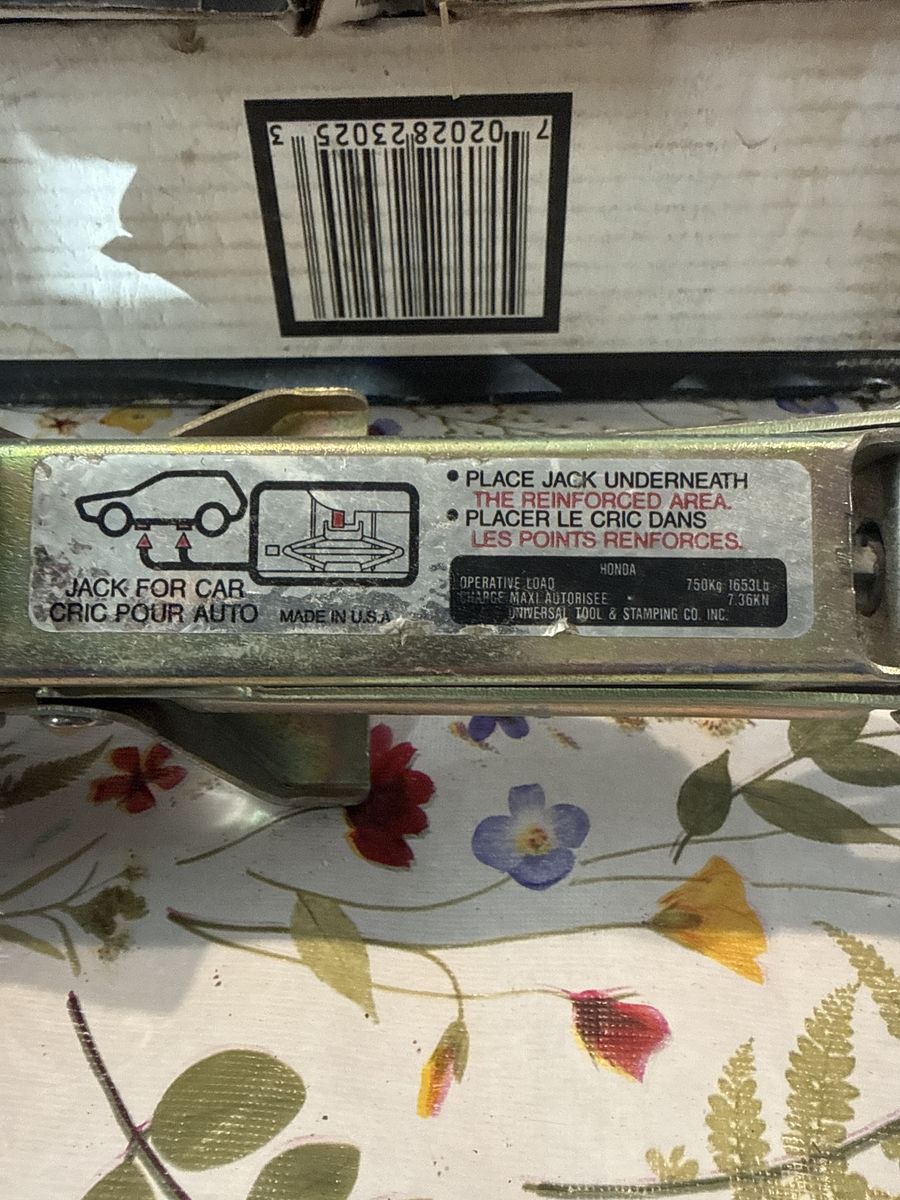 7 02028 23025 3
• PLACE JACK UNDERNEATH
THE REINFORCED AREA.
• PLACER LE CRIC DANS
LES POINTS RENFORCES.
JACK FOR CAR
CRIC POUR AUTO
MADE IN U.S.A
HONDA
OPERATIVE LOAD 750Kg 1653Lb
CHARGE MAXI AUTORISEE 7.36KN
UNIVERSAL TOOL & STAMPING CO. INC.